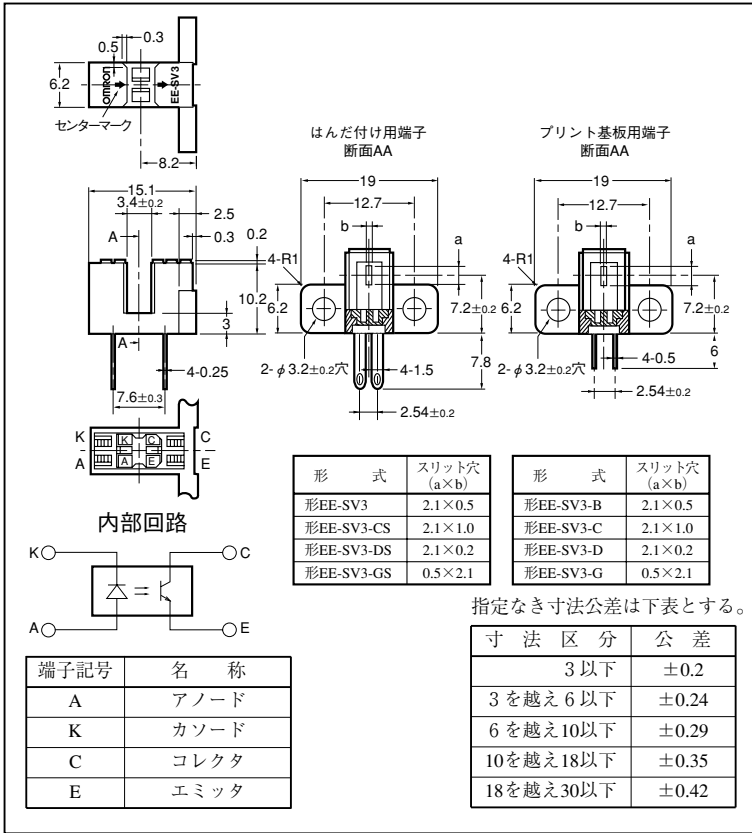 0.3
0.5
6.2
OMRON
EE-SV3
センターマーク
8.2
15.1
3.4±0.2
2.5
0.3
A
0.2
10.2
3
A
4-0.25
7.6±0.3
K
K
C
C
A
A
E
E
はんだ付け用端子
断面AA
19
12.7
b
a
4-R1
6.2
7.2±0.2
2-φ3.2±0.2穴
4-1.5
7.8
2.54±0.2
プリント基板用端子
断面AA
19
12.7
b
a
4-R1
6.2
7.2±0.2
2-φ3.2±0.2穴
4-0.5
6
2.54±0.2
形　式 スリット穴
(a×b)
形EE-SV3 2.1×0.5
形EE-SV3-CS 2.1×1.0
形EE-SV3-DS 2.1×0.2
形EE-SV3-GS 0.5×2.1
形　式 スリット穴
(a×b)
形EE-SV3-B 2.1×0.5
形EE-SV3-C 2.1×1.0
形EE-SV3-D 2.1×0.2
形EE-SV3-G 0.5×2.1
内部回路
K
C
A
E
端子記号 名　称
A アノード
K カソード
C コレクタ
E エミッタ
指定なき寸法公差は下表とする。
寸 法 区 分 公 差
3 以下 ±0.2
3 を越え 6 以下 ±0.24
6 を越え10以下 ±0.29
10を越え18以下 ±0.35
18を越え30以下 ±0.42